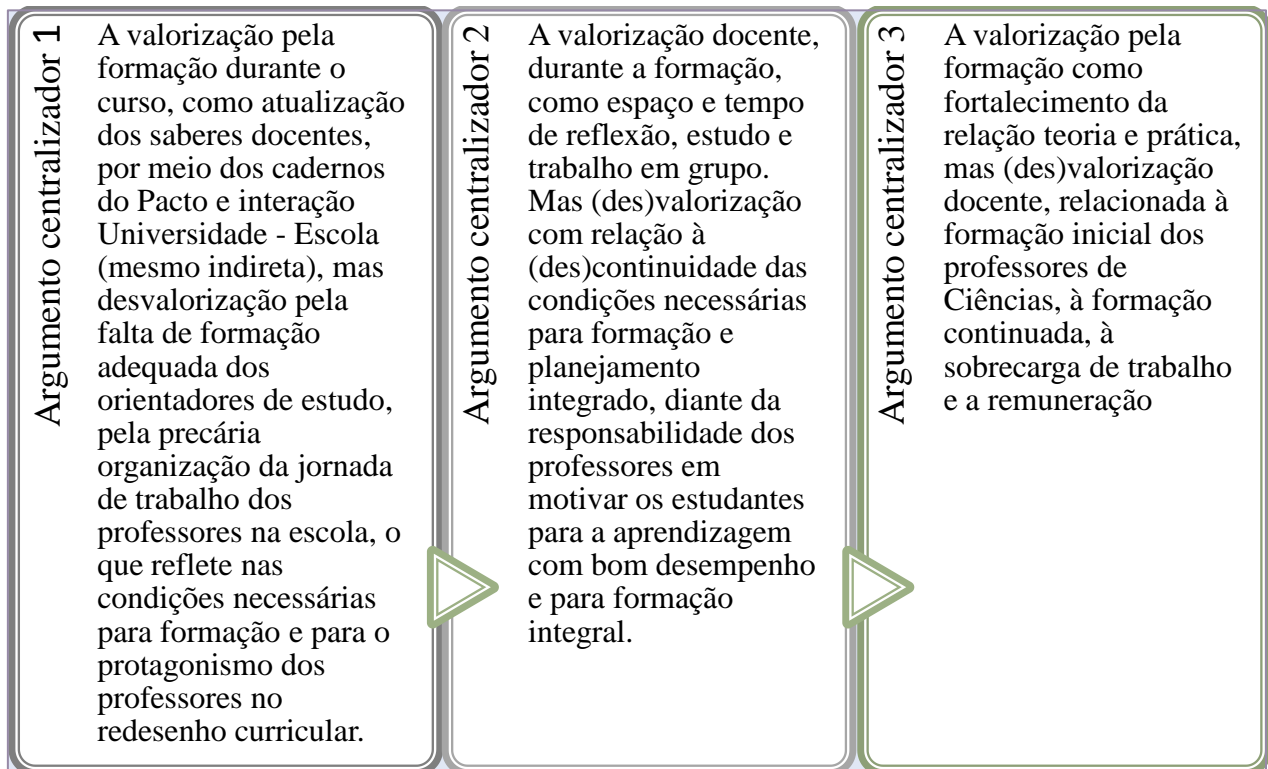 Argumento centralizador 1
A valorização pela
formação durante o
curso, como atualização
dos saberes docentes,
por meio dos cadernos
do Pacto e interação
Universidade - Escola
(mesmo indireta), mas
desvalorização pela
falta de formação
adequada dos
orientadores de estudo,
pela precária
organização da jornada
de trabalho dos
professores na escola, o
que reflete nas
condições necessárias
para formação e para o
protagonismo dos
professores no
redesenho curricular.
Argumento centralizador 2
A valorização docente,
durante a formação,
como espaço e tempo
de reflexão, estudo e
trabalho em grupo.
Mas (des)valorização
com relação à
(des)continuidade das
condições necessárias
para formação e
planejamento
integrado, diante da
responsabilidade dos
professores em
motivar os estudantes
para a aprendizagem
com bom desempenho
e para formação
integral.
Argumento centralizador 3
A valorização pela
formação como
fortalecimento da
relação teoria e prática,
mas (des)valorização
docente, relacionada à
formação inicial dos
professores de
Ciências, à formação
continuada, à
sobrecarga de trabalho
e a remuneração